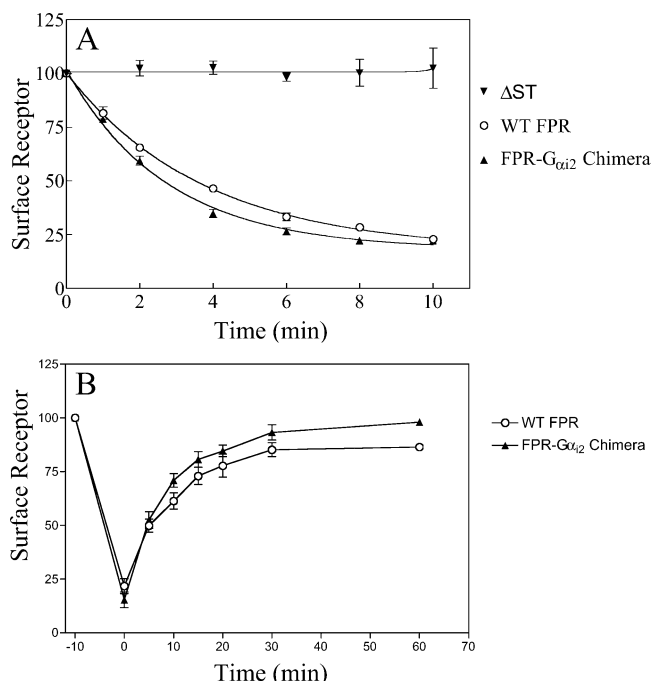 A
125
100
75
50
25
0
Surface Receptor
0 2 4 6 8 10
Time (min)
ΔST
WT FPR
FPR-Gαi2 Chimera
B
125
100
75
50
25
0
Surface Receptor
-10 0 10 20 30 40 50 60 70
Time (min)
WT FPR
FPR-Gαi2 Chimera